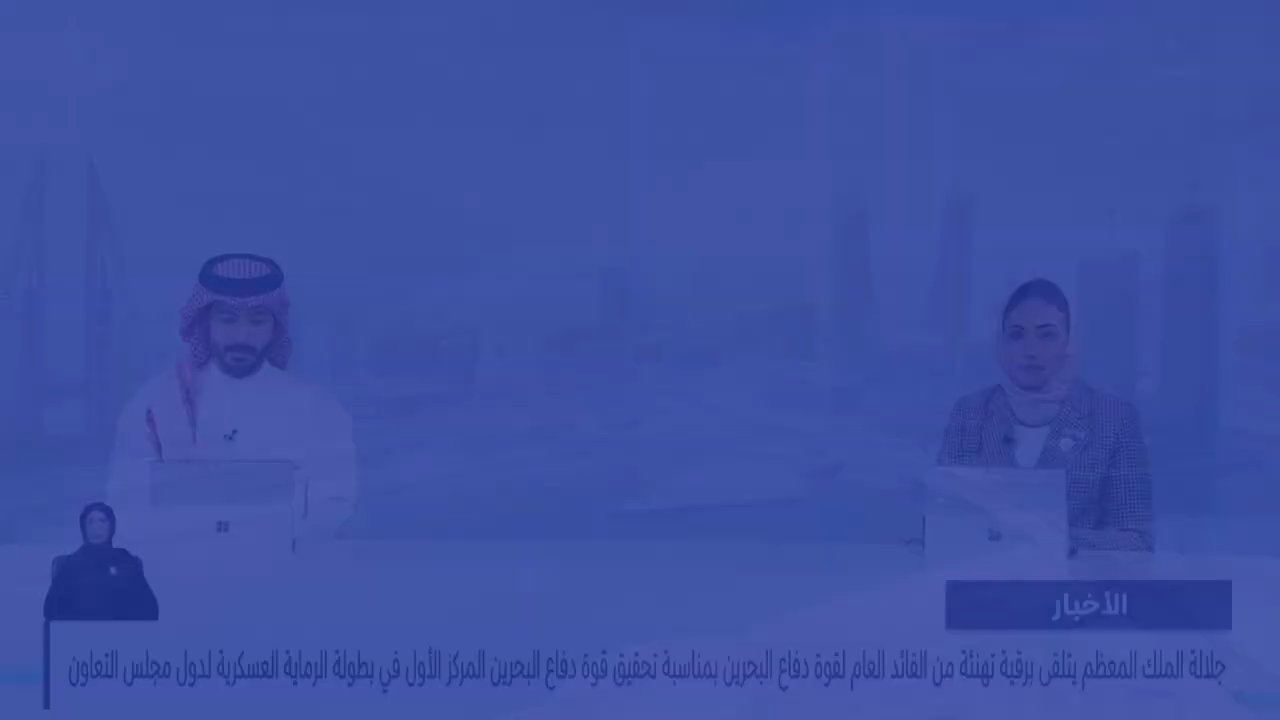 الأخبار
جلالة الملك المعظم يتلقى برقية تهنئة من القائد العام لقوة دفاع البحرين بمناسبة تحقيق قوة دفاع البحرين المركز الأول في بطولة الرماية العسكرية لدول مجلس التعاون